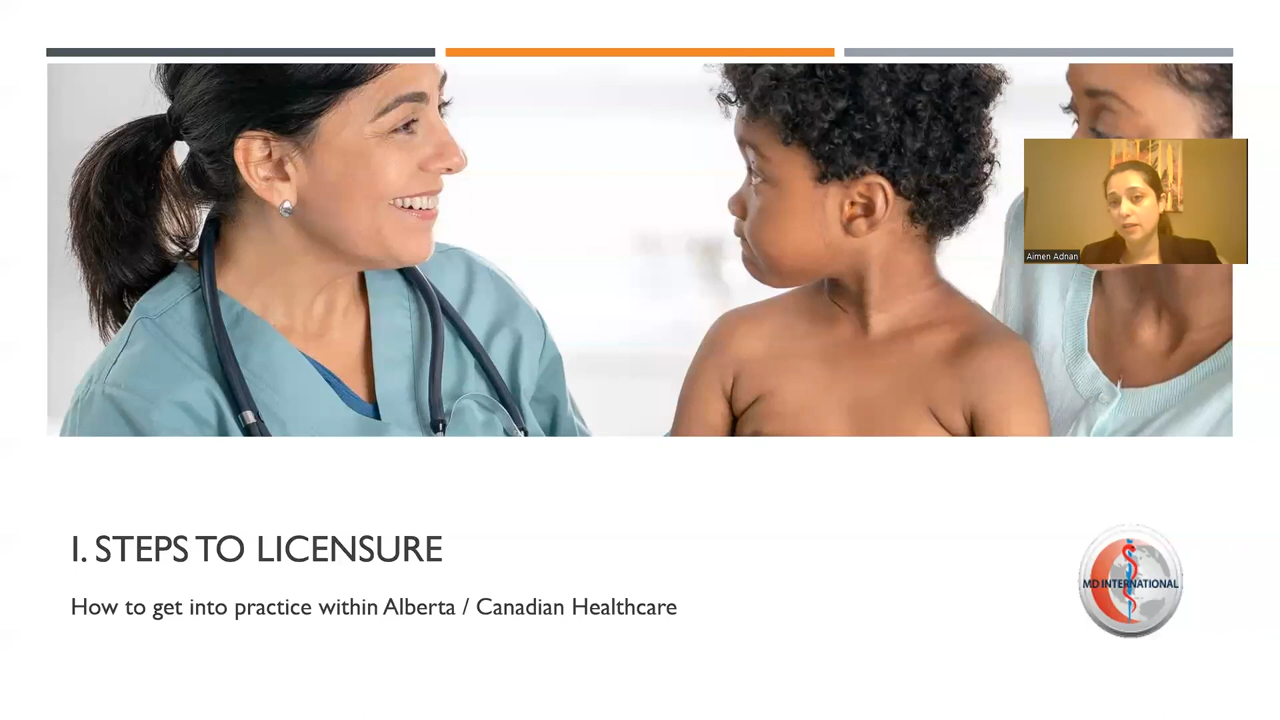 Aimen Adnan
I. STEPS TO LICENSURE
How to get into practice within Alberta / Canadian Healthcare
MD INTERNATIONAL